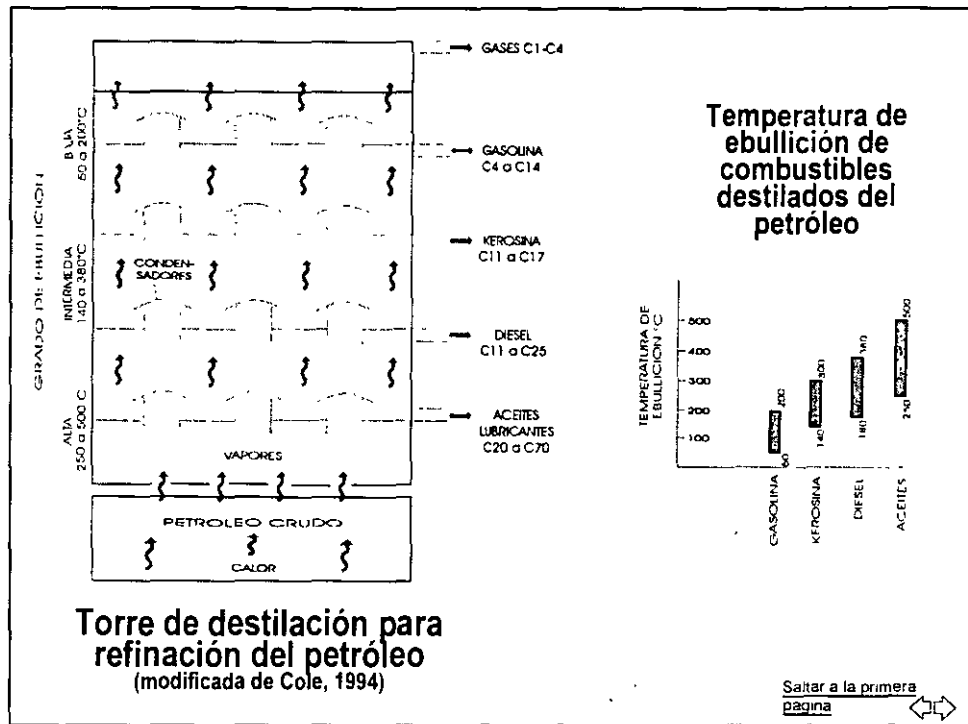 GASES C1-C4
GASOLINA
C4 a C14
KEROSINA
C11 a C17
DIESEL
C11 a C25
ACEITES
LUBRICANTES
C20 a C70
GRADO DE EBULLICION
BAJA
INTERMEDIA
140 a 380°C
ALTA
250 a 500 C
CONDEN-
SADORES
VAPORES
PETROLEO CRUDO
CALOR
Torre de destilación para
refinación del petróleo
(modificada de Cole, 1994)
Temperatura de
ebullición de
combustibles
destilados del
petróleo
TEMPERATURA DE
EBULLICION °C
500
400
300
200
100
200
60
300
140
380
180
500
250
GASOLINA
KEROSINA
DIESEL
ACEITES
Saltar a la primera
pagina